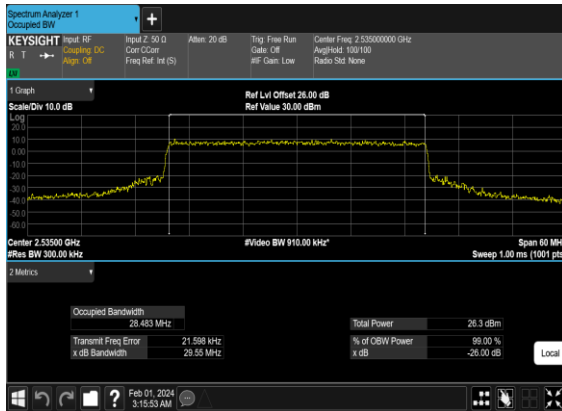 Spectrum Analyzer 1
Occupied BW
+
KEYSIGHT Input: RF Input Z: 50 Ω Atten: 20 dB Trig: Free Run Center Freq: 2.535000000 GHz
R T Coupling: DC Corr CCorr Gate: Off Avg|Hold: 100/100
Align: Off Freq Ref: Int (S) #IF Gain: Low Radio Std: None
1 Graph
Ref Lvl Offset 26.00 dB
Scale/Div 10.0 dB Ref Value 30.00 dBm
Log
20.0
10.0
0.00
-10.0
-20.0
-30.0
-40.0
-50.0
-60.0
Center 2.53500 GHz #Video BW 910.00 kHz* Span 60 MH
#Res BW 300.00 kHz Sweep 1.00 ms (1001 pts
2 Metrics
Occupied Bandwidth
28.483 MHz Total Power 26.3 dBm
Transmit Freq Error 21.598 kHz % of OBW Power 99.00 %
x dB Bandwidth 29.55 MHz x dB -26.00 dB
Local
? Feb 01, 2024
3:15:53 AM